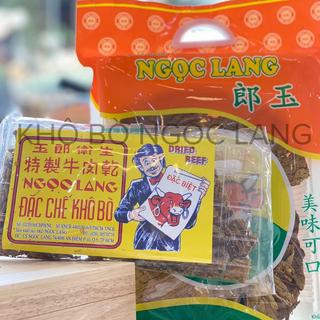 NGỌC LANG
郎玉
KHÔ BÒ NGỌC LANG
玉郎衛生
特製牛肉乾
NGỌC LANG
ĐẶC CHẾ KHÔ BÒ
DRIED
BEEF
ĐẶC BIỆT
美味可口